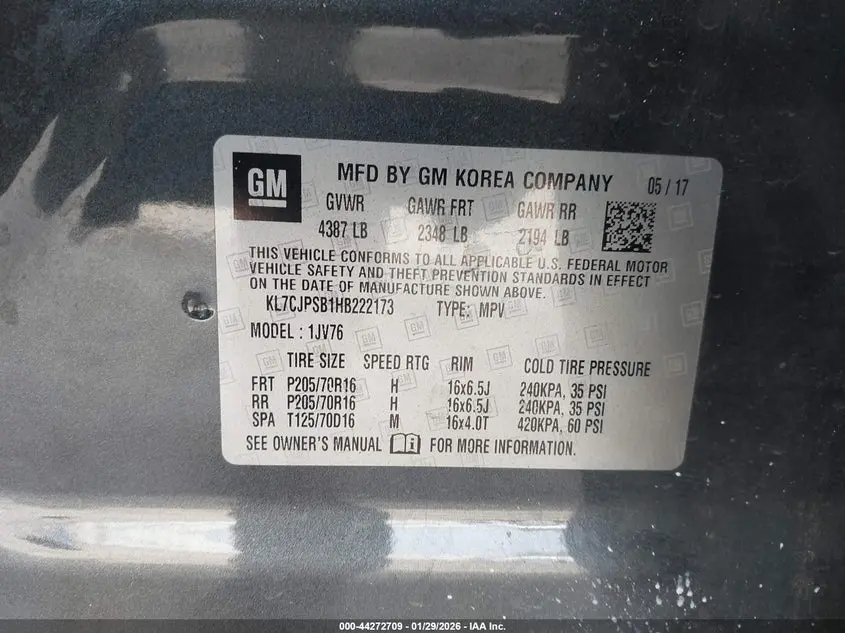 GM
MFD BY GM KOREA COMPANY 05 / 17
GVWR GAWR FRT GAWR RR
4387 LB 2348 LB 2194 LB
THIS VEHICLE CONFORMS TO ALL APPLICABLE U.S. FEDERAL MOTOR
VEHICLE SAFETY AND THEFT PREVENTION STANDARDS IN EFFECT
ON THE DATE OF MANUFACTURE SHOWN ABOVE.
KL7CJPSB1HB222173 TYPE: MPV
MODEL : 1JV76
TIRE SIZE SPEED RTG RIM COLD TIRE PRESSURE
FRT P205/70R16 H 16x6.5J 240KPA, 35 PSI
RR P205/70R16 H 16x6.5J 240KPA, 35 PSI
SPA T125/70D16 M 16x4.0T 420KPA, 60 PSI
SEE OWNER'S MANUAL FOR MORE INFORMATION.
000-44272709 - 01/29/2026 - IAA Inc.